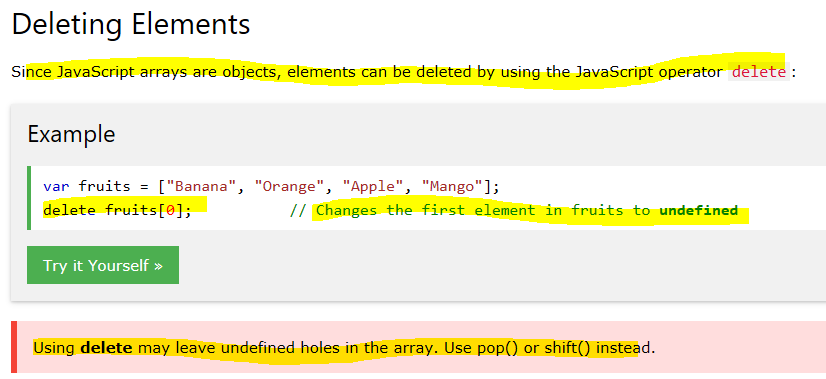 Deleting Elements
Since JavaScript arrays are objects, elements can be deleted by using the JavaScript operator delete:
Example
var fruits = ["Banana", "Orange", "Apple", "Mango"];
delete fruits[0];           // Changes the first element in fruits to undefined
Try it Yourself »
Using delete may leave undefined holes in the array. Use pop() or shift() instead.